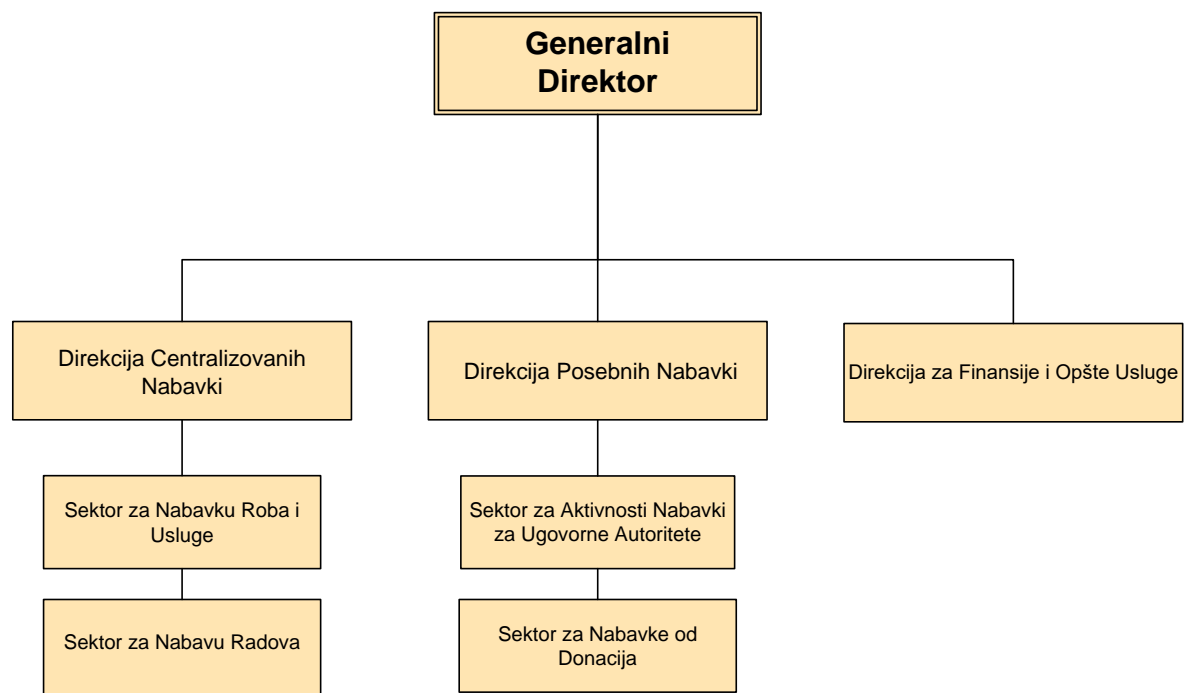 Generalni
Direktor
Direkcija Centralizovanih
Nabavki
Direkcija Posebnih Nabavki
Direkcija za Finansije i Opšte Usluge
Sektor za Nabavku Roba i
Usluge
Sektor za Aktivnosti Nabavki
za Ugovorne Autoritete
Sektor za Nabavu Radova
Sektor za Nabavke od
Donacija